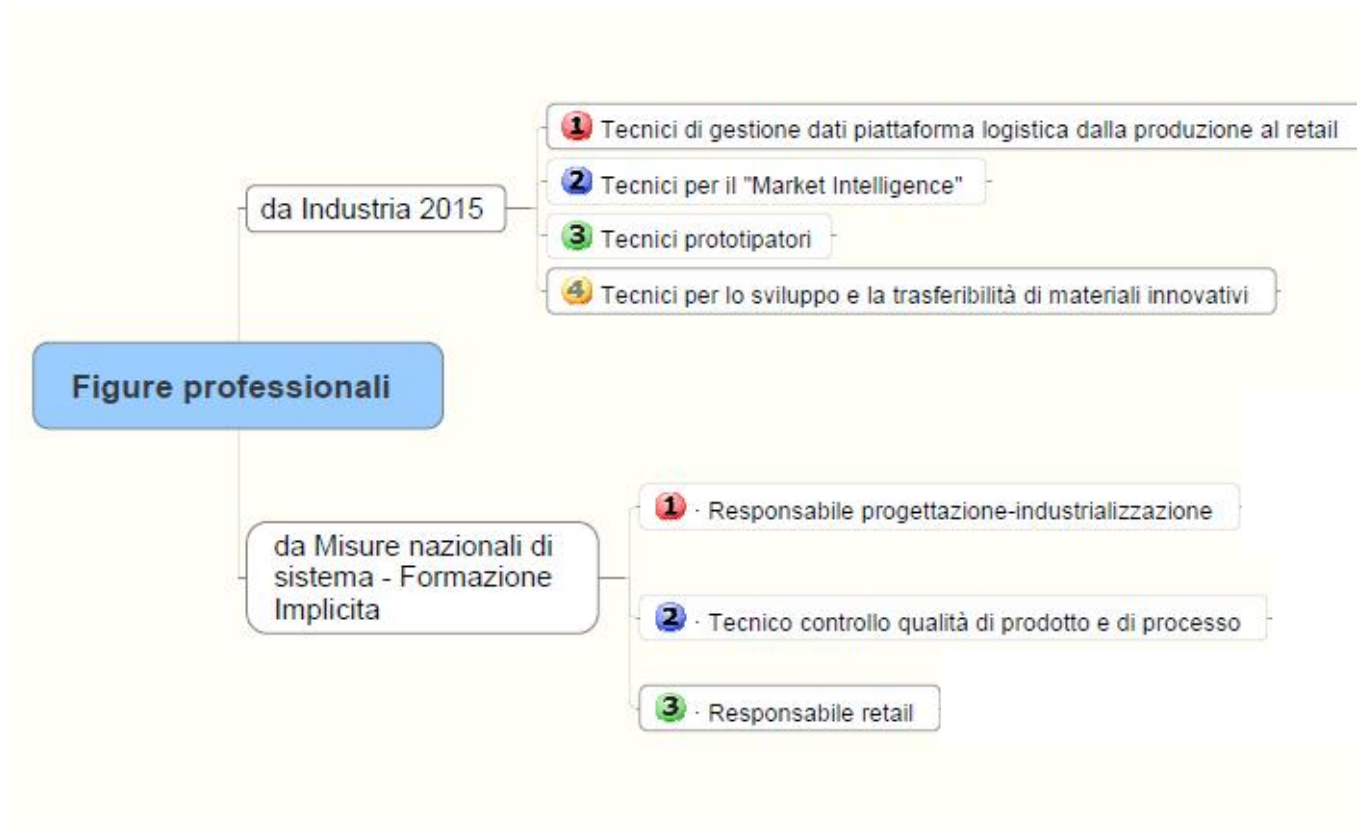 1 Tecnici di gestione dati piattaforma logistica dalla produzione al retail
da Industria 2015
2 Tecnici per il "Market Intelligence"
3 Tecnici prototipatori
4 Tecnici per lo sviluppo e la trasferibilità di materiali innovativi
Figure professionali
da Misure nazionali di
sistema - Formazione
Implicita
1 · Responsabile progettazione-industrializzazione
2 · Tecnico controllo qualità di prodotto e di processo
3 · Responsabile retail